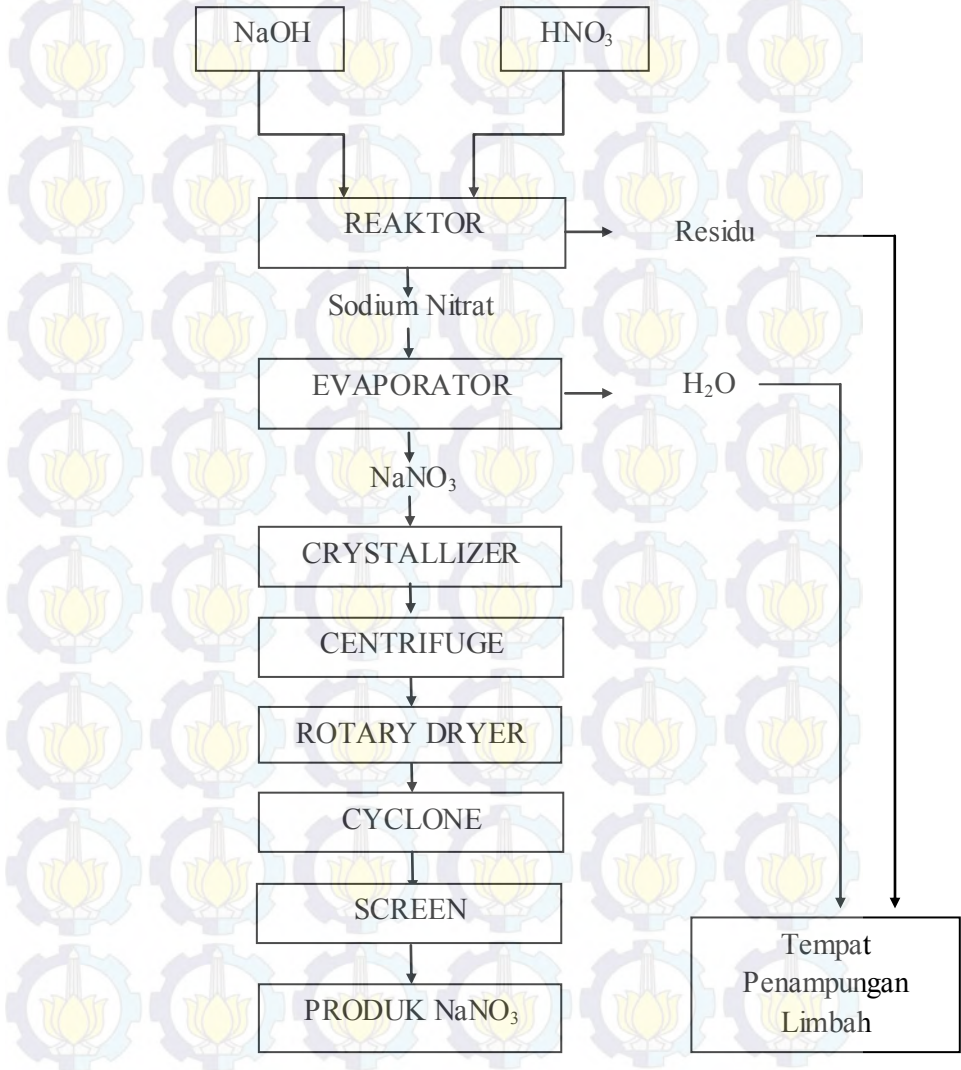 NaOH
HNO₃
REAKTOR
Residu
Sodium Nitrat
EVAPORATOR
H₂O
NaNO₃
CRYSTALLIZER
CENTRIFUGE
ROTARY DRYER
CYCLONE
SCREEN
PRODUK NaNO₃
Tempat
Penampungan
Limbah